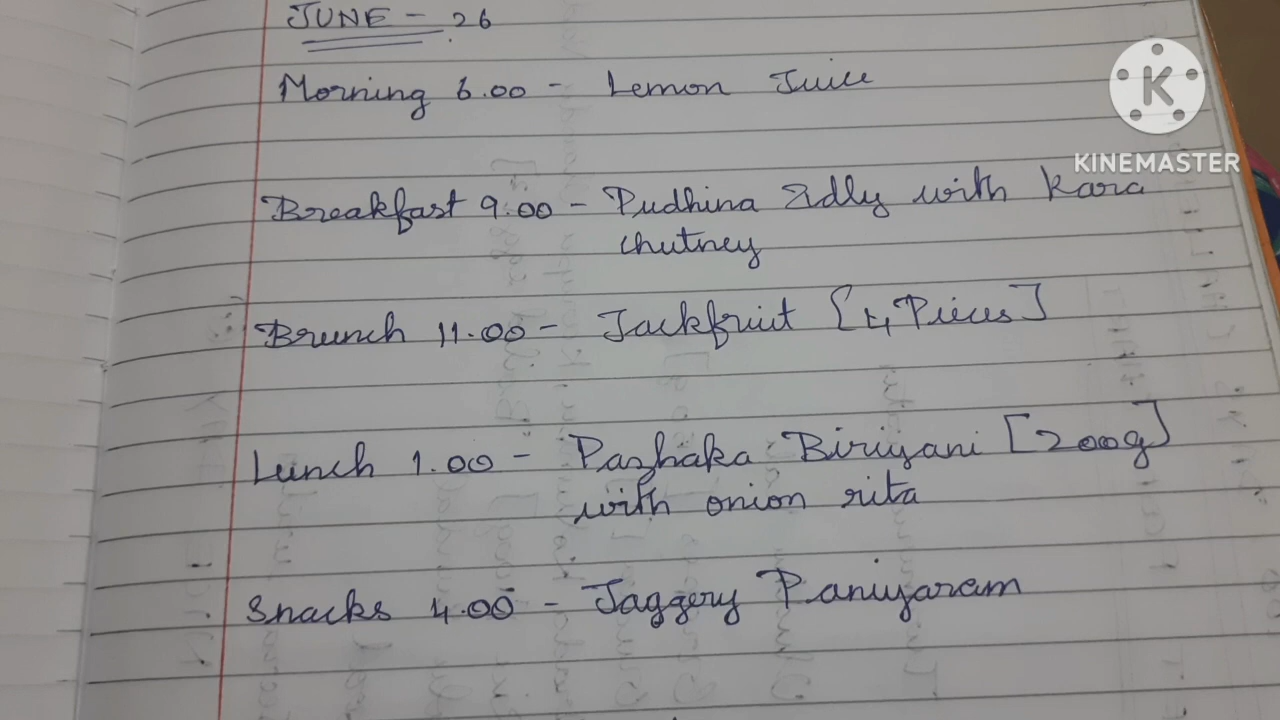 JUNE - 26
Morning 6.00 - Lemon Juice
K
KINEMASTER
Breakfast 9.00 - Pudhina Idly with Kara
chutney
Brunch 11.00 - Jackfruit [4 Pieces]
Lunch 1.00 - Pazhaka Biriyani [200g]
with onion rita
Snacks 4.00 - Jaggery Paniyaram